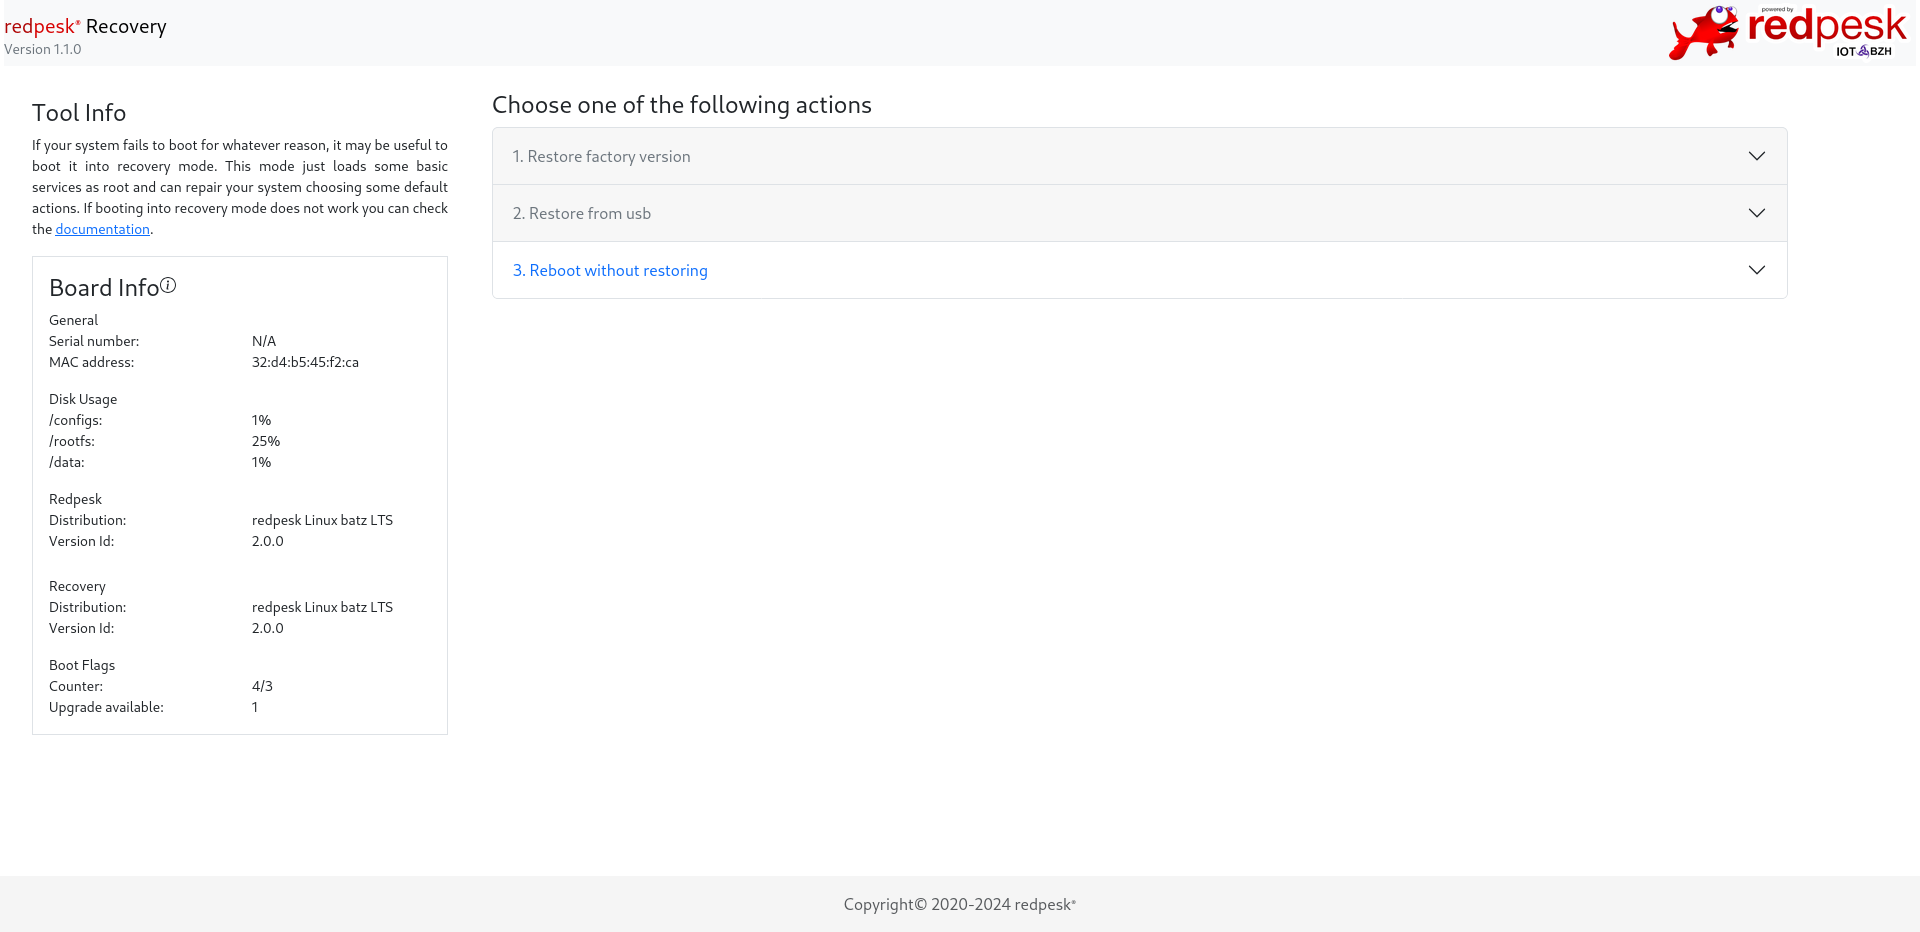 redpesk® Recovery
Version 1.1.0
powered by
redpesk
IOT BZH
Tool Info
If your system fails to boot for whatever reason, it may be useful to
boot it into recovery mode. This mode just loads some basic
services as root and can repair your system choosing some default
actions. If booting into recovery mode does not work you can check
the documentation.
Board Info
General
Serial number: N/A
MAC address: 32:d4:b5:45:f2:ca
Disk Usage
/configs: 1%
/rootfs: 25%
/data: 1%
Redpesk
Distribution: redpesk Linux batz LTS
Version Id: 2.0.0
Recovery
Distribution: redpesk Linux batz LTS
Version Id: 2.0.0
Boot Flags
Counter: 4/3
Upgrade available: 1
Choose one of the following actions
1. Restore factory version
2. Restore from usb
3. Reboot without restoring
Copyright© 2020-2024 redpesk®